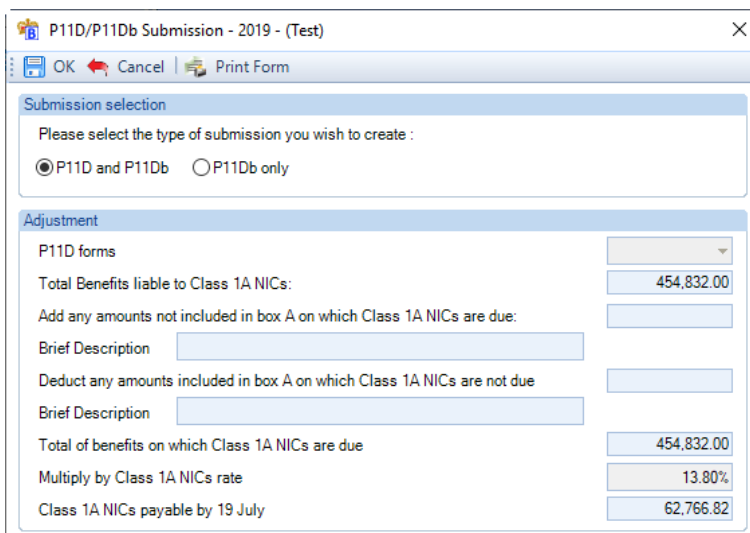 P11D/P11Db Submission - 2019 - (Test)
OK Cancel Print Form
Submission selection
Please select the type of submission you wish to create :
P11D and P11Db P11Db only
Adjustment
P11D forms
Total Benefits liable to Class 1A NICs: 454,832.00
Add any amounts not included in box A on which Class 1A NICs are due:
Brief Description
Deduct any amounts included in box A on which Class 1A NICs are not due
Brief Description
Total of benefits on which Class 1A NICs are due 454,832.00
Multiply by Class 1A NICs rate 13.80%
Class 1A NICs payable by 19 July 62,766.82